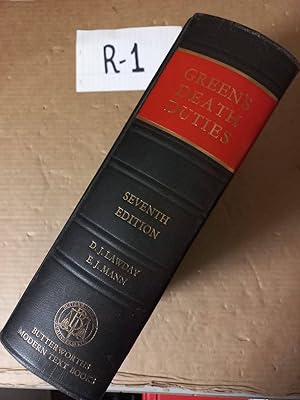 R-1
GREEN'S
DEATH
DUTIES
SEVENTH
EDITION
D. J. LAWDAY
E. J. MANN
BUTTERWORTHS
MODERN TEXT BOOKS